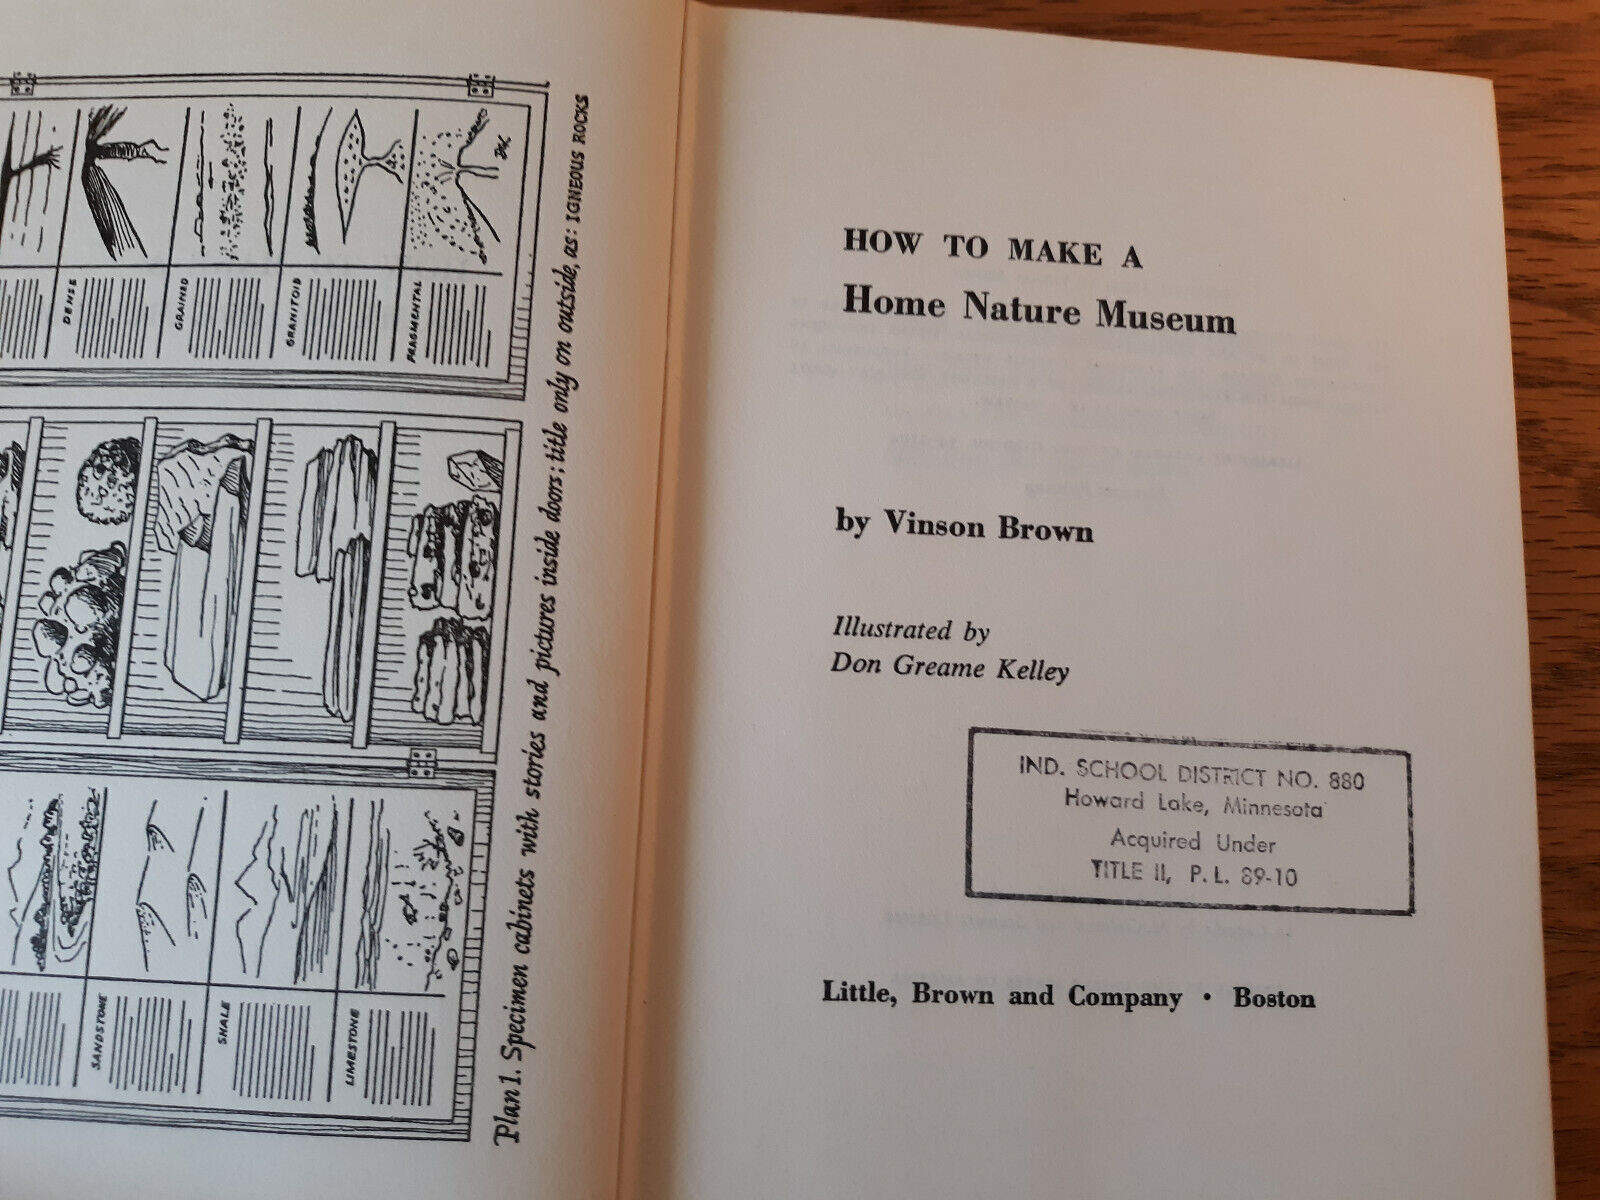 DENSE
GRAINED
GRANITOID
FRAGMENTAL
SANDSTONE
SHALE
LIMESTONE
Plan 1. Specimen cabinets with stories and pictures inside doors; title only on outside, as: IGNEOUS ROCKS
HOW TO MAKE A
Home Nature Museum
by Vinson Brown
Illustrated by
Don Greame Kelley
IND. SCHOOL DISTRICT NO. 880
Howard Lake, Minnesota
Acquired Under
TITLE II, P. L. 89-10
Little, Brown and Company • Boston